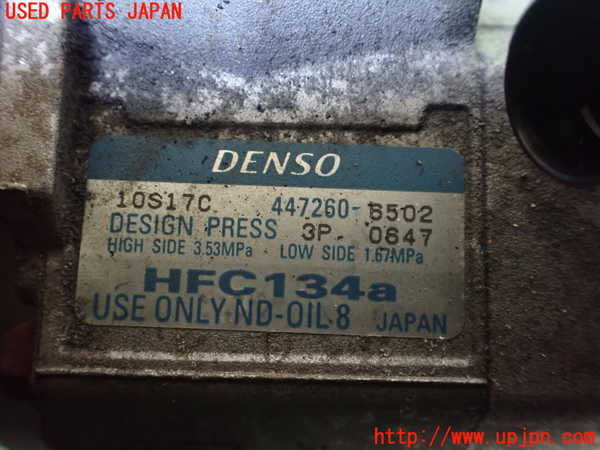 USED PARTS JAPAN
DENSO
10S17C 447260-6502
DESIGN PRESS 3P- 0647
HIGH SIDE 3.53MPa LOW SIDE 1.67MPa
HFC134a
USE ONLY ND-OIL 8 JAPAN
http://www.upjpn.com